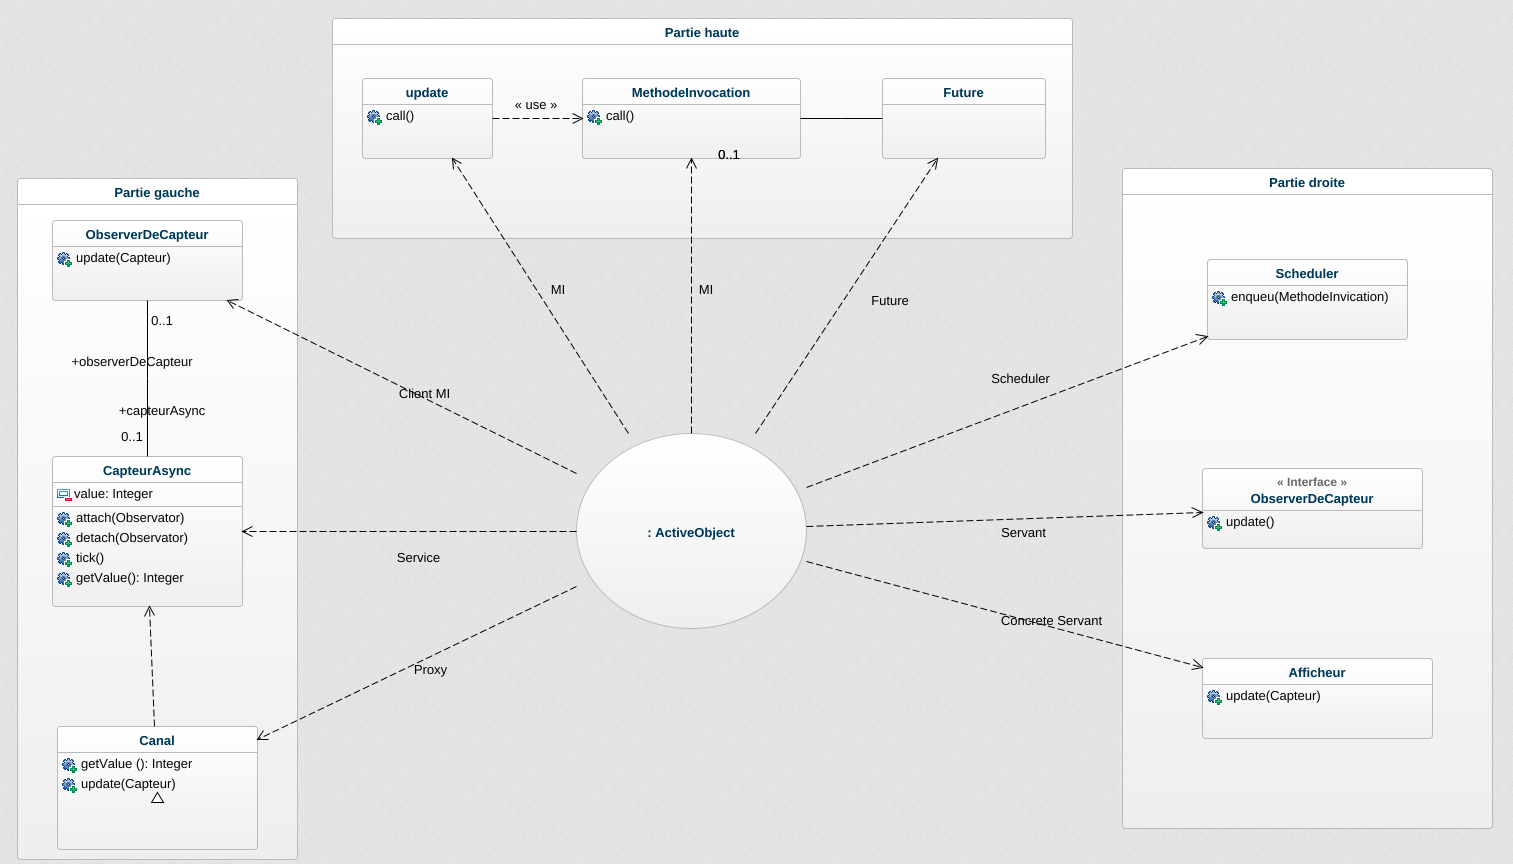 Partie haute
update
call()
« use »
MethodeInvocation
call()
0..1
Future
Partie gauche
ObserverDeCapteur
update(Capteur)
0..1
+observerDeCapteur
+capteurAsync
0..1
CapteurAsync
value: Integer
attach(Observator)
detach(Observator)
tick()
getValue(): Integer
Canal
getValue (): Integer
update(Capteur)
MI
MI
Future
Client MI
Service
Proxy
: ActiveObject
Scheduler
Servant
Concrete Servant
Partie droite
Scheduler
enqueu(MethodeInvication)
« Interface »
ObserverDeCapteur
update()
Afficheur
update(Capteur)